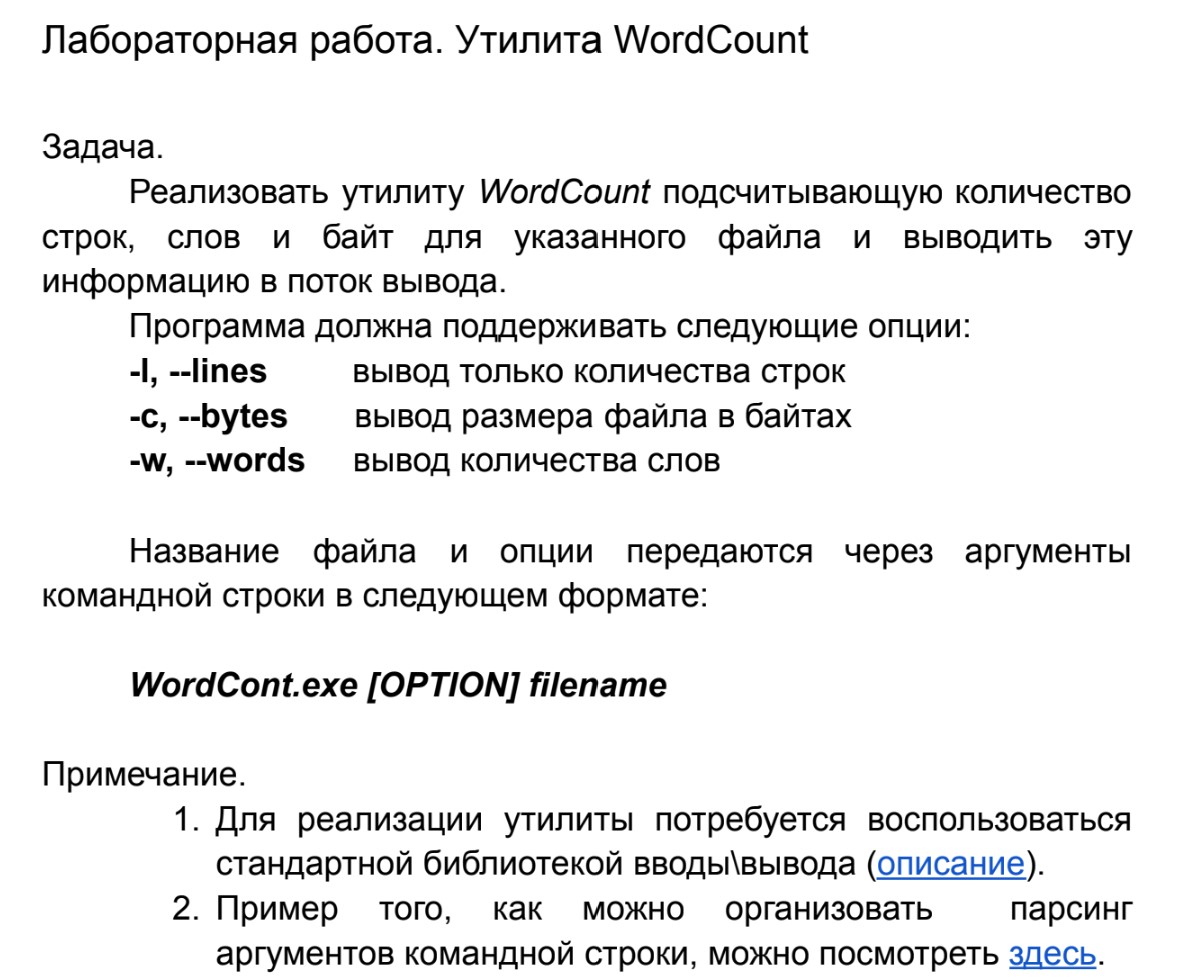 Лабораторная работа. Утилита WordCount
Задача.
Реализовать утилиту WordCount подсчитывающую количество
строк, слов и байт для указанного файла и выводить эту
информацию в поток вывода.
Программа должна поддерживать следующие опции:
-l, --lines вывод только количества строк
-c, --bytes вывод размера файла в байтах
-w, --words вывод количества слов
Название файла и опции передаются через аргументы
командной строки в следующем формате:
WordCont.exe [OPTION] filename
Примечание.
1. Для реализации утилиты потребуется воспользоваться
стандартной библиотекой вводы\вывода (описание).
2. Пример того, как можно организовать парсинг
аргументов командной строки, можно посмотреть здесь.